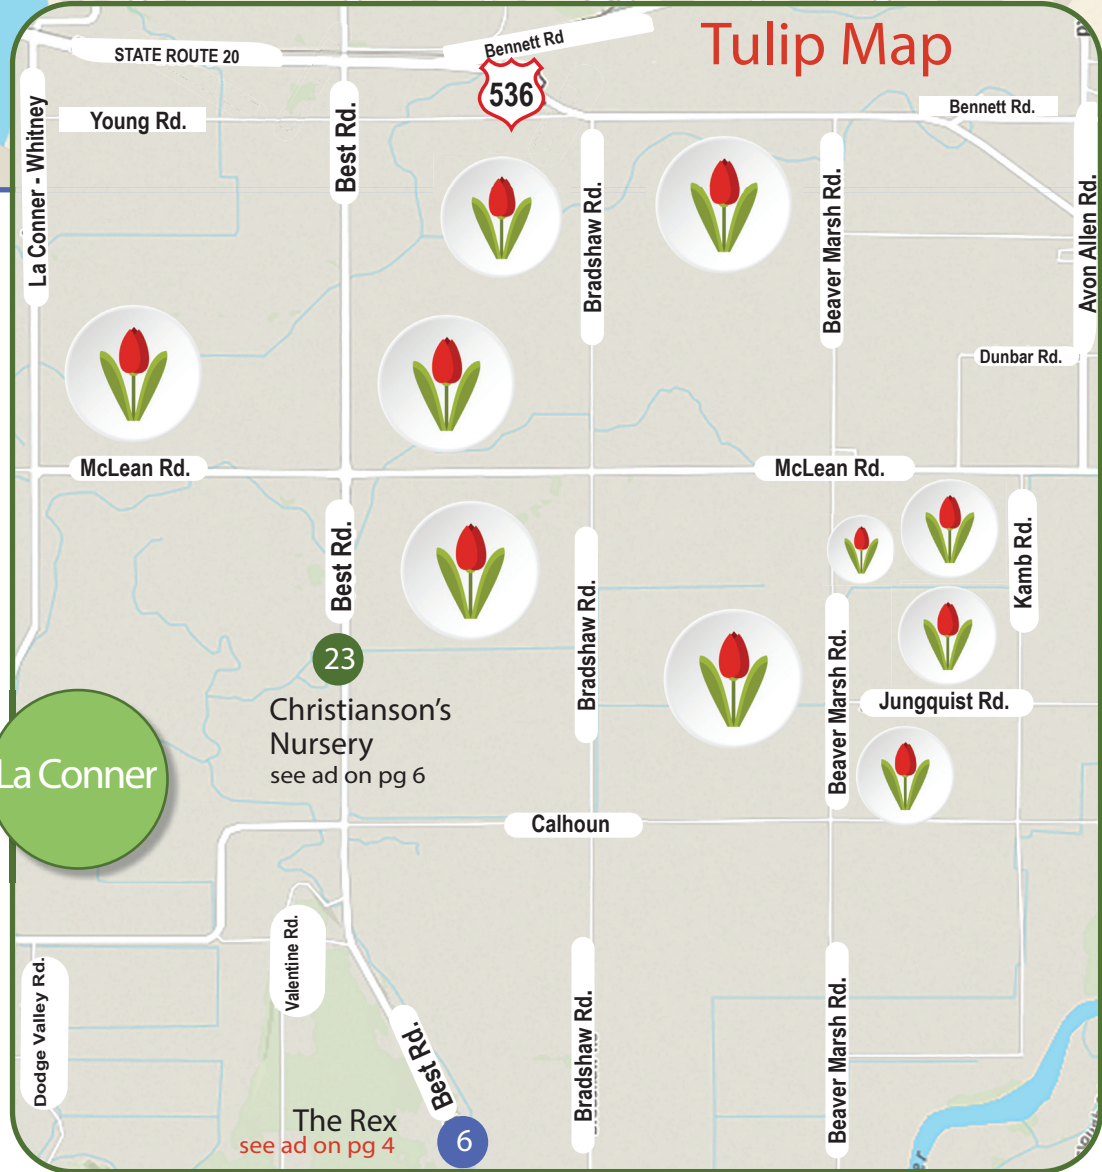 Tulip Map
STATE ROUTE 20
Bennett Rd
536
Bennett Rd.
Young Rd.
La Conner - Whitney
Best Rd.
Bradshaw Rd.
Beaver Marsh Rd.
Avon Allen Rd.
Dunbar Rd.
McLean Rd.
McLean Rd.
Best Rd.
Bradshaw Rd.
Kamb Rd.
Beaver Marsh Rd.
23
Christianson's
Nursery
see ad on pg 6
Jungquist Rd.
La Conner
Calhoun
Valentine Rd.
Dodge Valley Rd.
Best Rd.
Bradshaw Rd.
Beaver Marsh Rd.
The Rex
see ad on pg 4
6